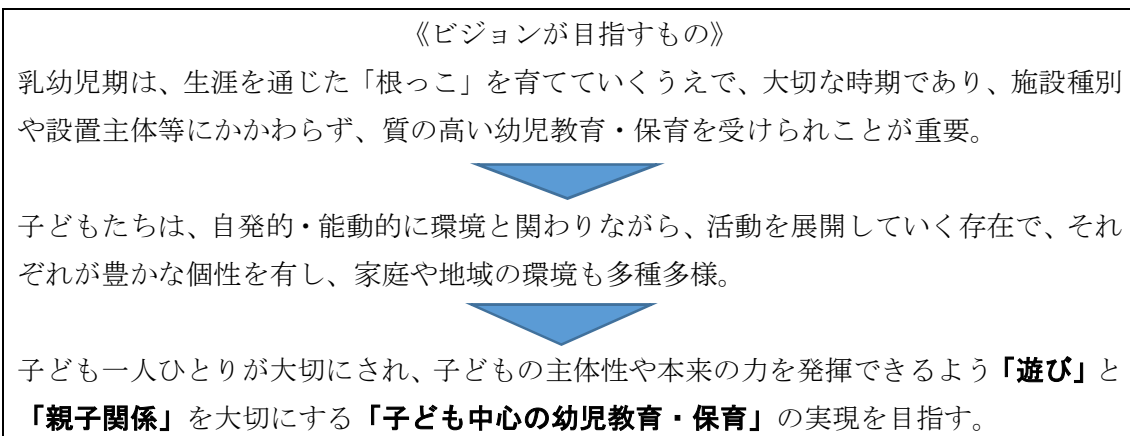 《ビジョンが目指すもの》
乳幼児期は、生涯を通じた「根っこ」を育てていくうえで、大切な時期であり、施設種別
や設置主体等にかかわらず、質の高い幼児教育・保育を受けられことが重要。
子どもたちは、自発的・能動的に環境と関わりながら、活動を展開していく存在で、それ
ぞれが豊かな個性を有し、家庭や地域の環境も多種多様。
子ども一人ひとりが大切にされ、子どもの主体性や本来の力を発揮できるよう「遊び」と
「親子関係」を大切にする「子ども中心の幼児教育・保育」の実現を目指す。